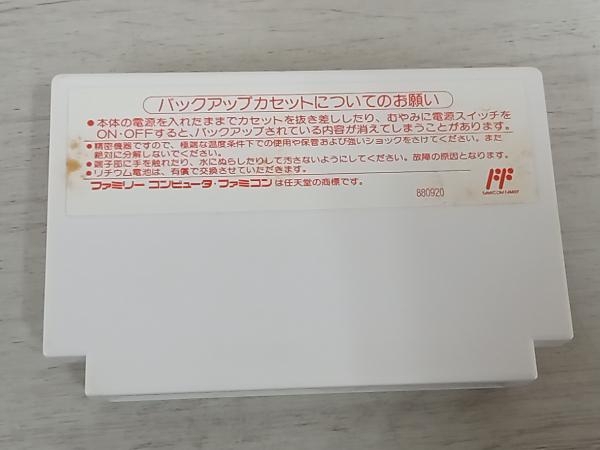 バックアップカセットについてのお願い
●本体の電源を入れたままでカセットを抜き差ししたり、むやみに電源スイッチを
ON・OFFすると、バックアップされている内容が消えてしまうことがあります。
●精密機器ですので、極端な温度条件下での使用や保管および強いショックをさけてください。また
絶対に分解しないでください。
●端子部に手を触れたり、水にぬらしたりして汚さないようにしてください。故障の原因となります。
●リチウム電池は、有償で交換させていただきます。
ファミリー コンピュータ・ファミコンは任天堂の商標です。
880920
FAMICOM FAMILY